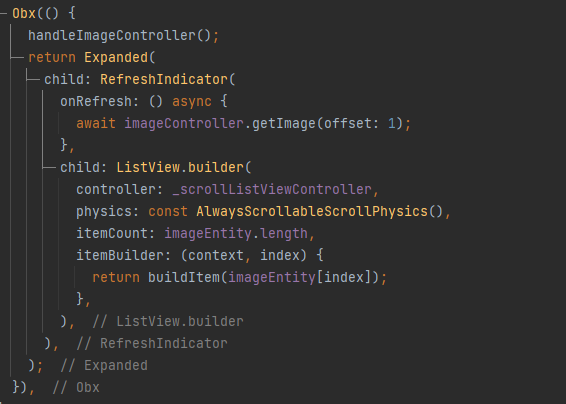 Obx(() {
handleImageController();
return Expanded(
child: RefreshIndicator(
onRefresh: () async {
await imageController.getImage(offset: 1);
},
child: ListView.builder(
controller: _scrollListViewController,
physics: const AlwaysScrollableScrollPhysics(),
itemCount: imageEntity.length,
itemBuilder: (context, index) {
return buildItem(imageEntity[index]);
},
), // ListView.builder
), // RefreshIndicator
); // Expanded
}), // Obx